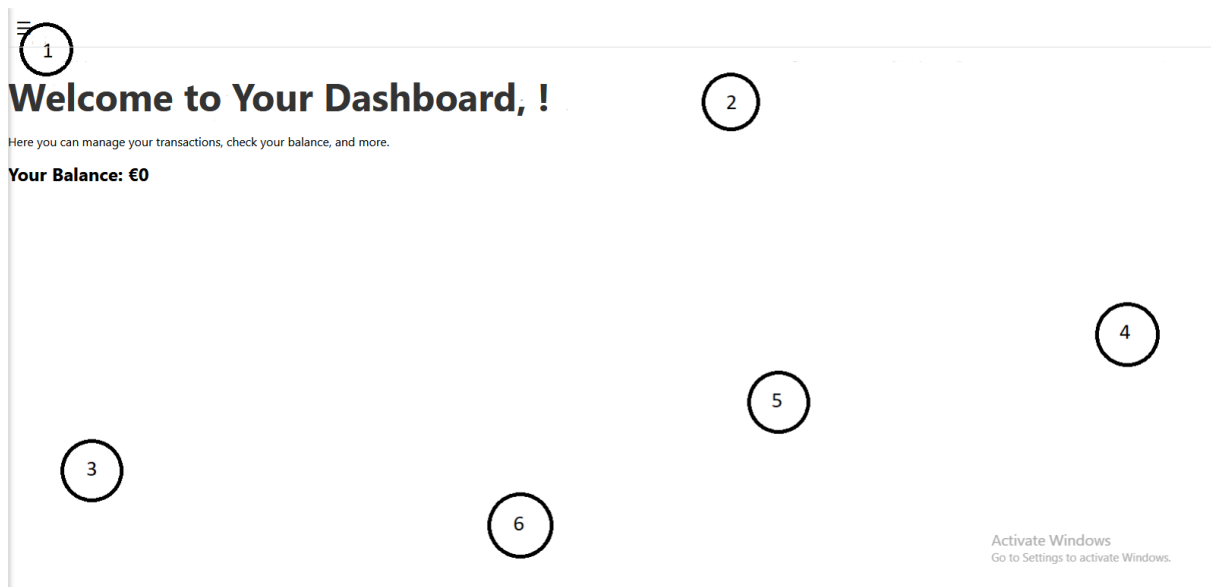 1
Welcome to Your Dashboard, !
2
Here you can manage your transactions, check your balance, and more.
Your Balance: €0
4
5
3
6
Activate Windows
Go to Settings to activate Windows.